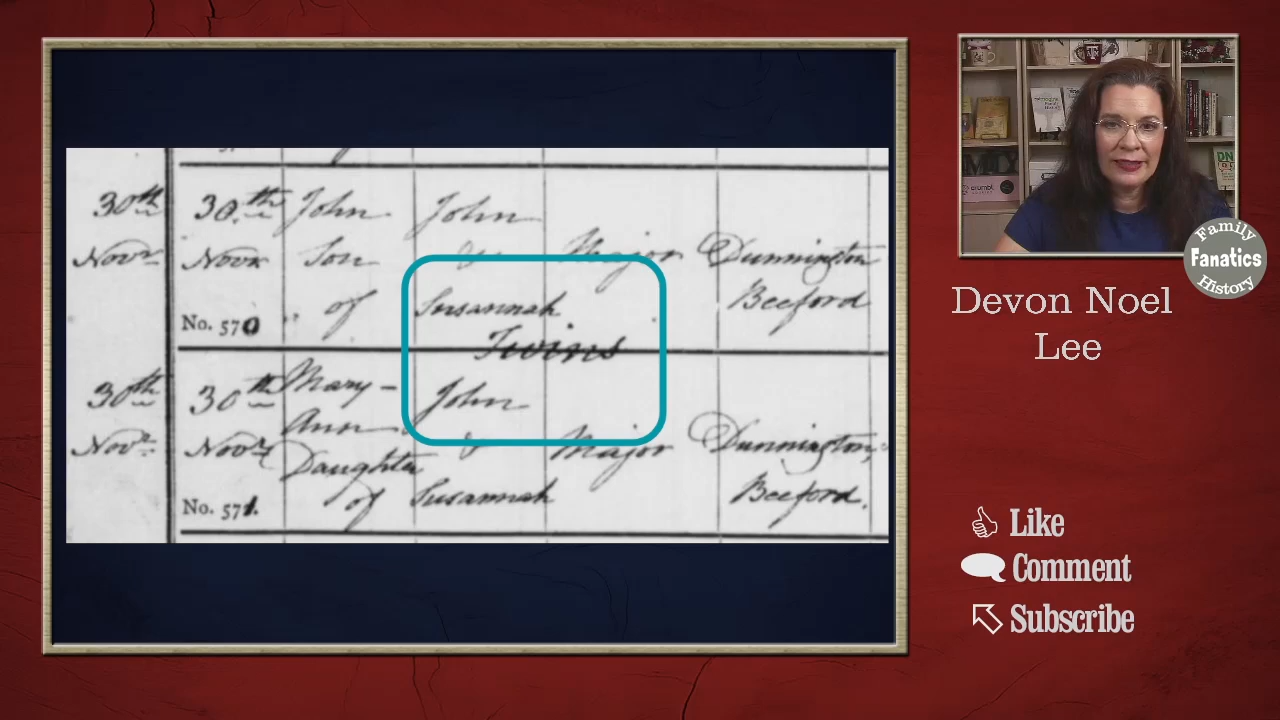 30th 30th John John
Novr Novr Son & Major Dunnington
of Susannah Beeford
No. 570
Twins
30th 30th Mary- John
Ann
Novr Novr Daughter & Major Dunnington,
of Susannah Beeford.
No. 571.
Family
Fanatics
History
Devon Noel
Lee
Like
Comment
Subscribe